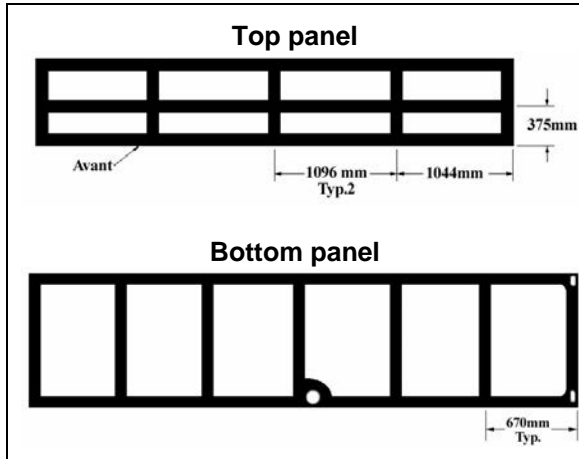 Top panel
375mm
Avant
1096 mm
Typ.2
1044mm
Bottom panel
670mm
Typ.